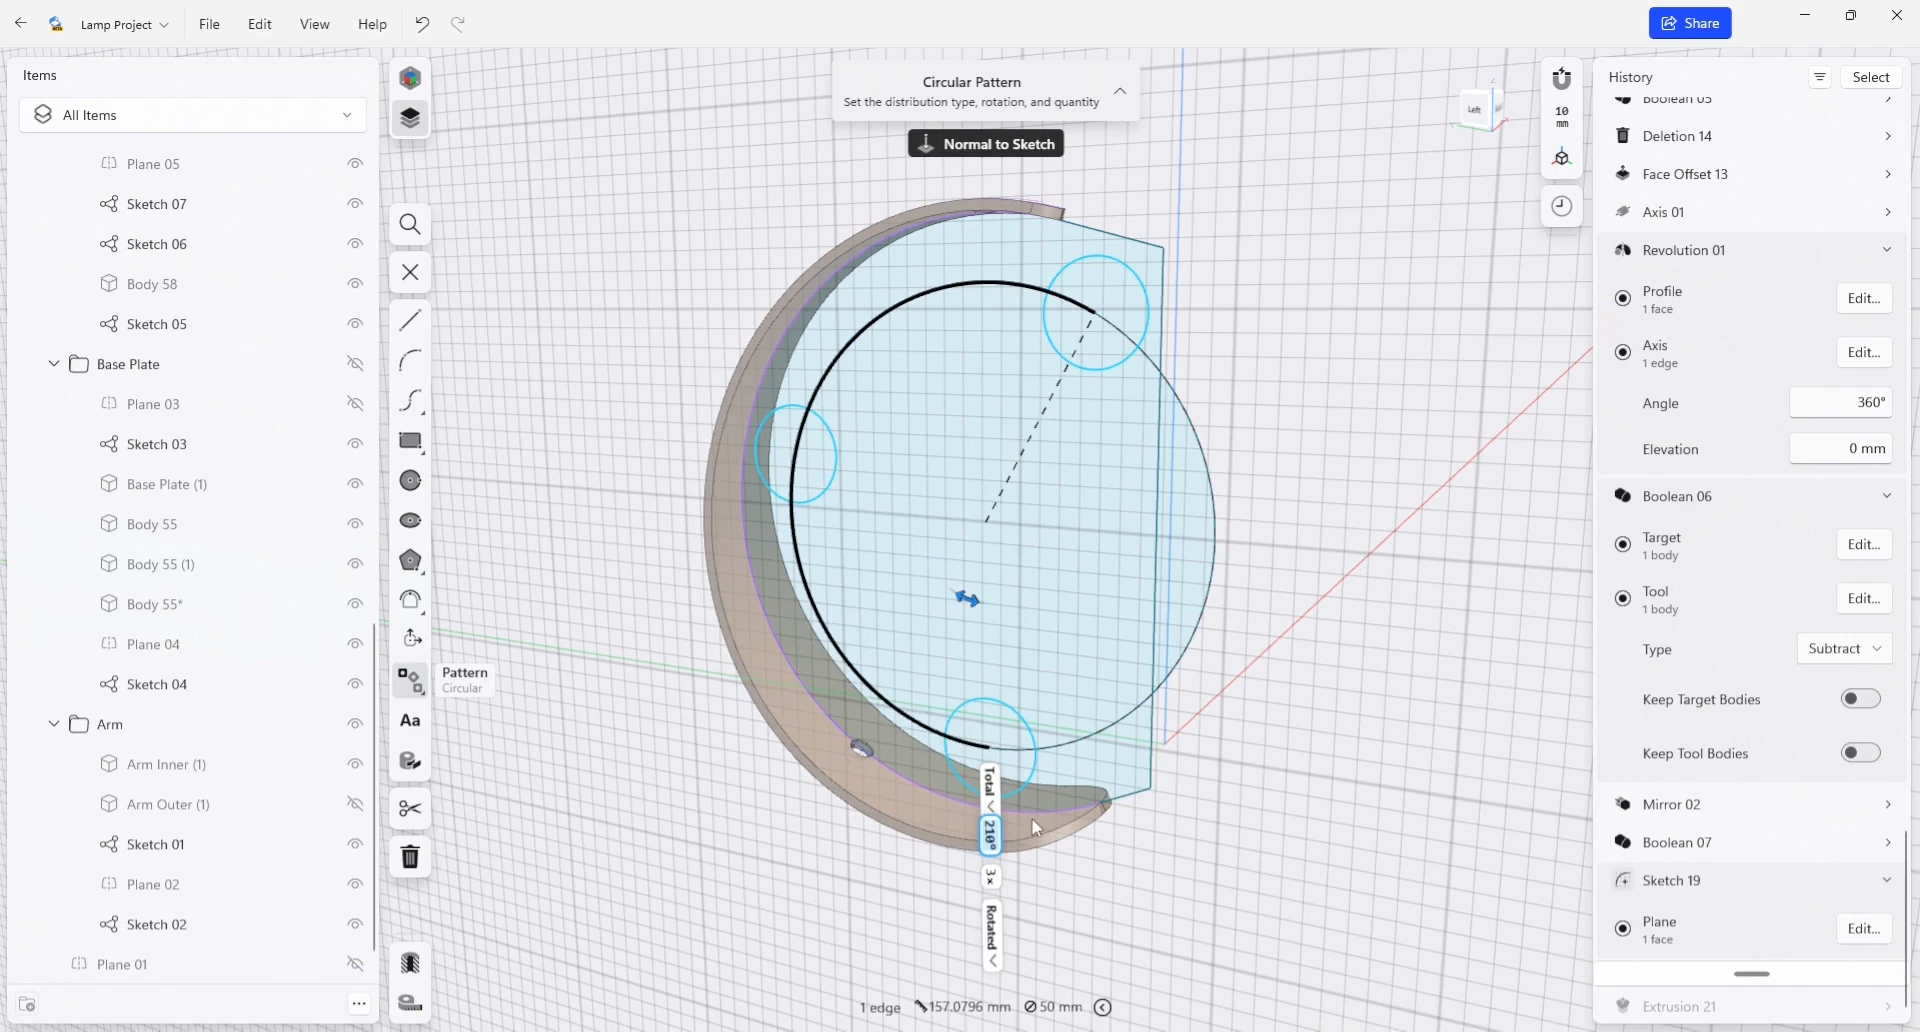 Lamp Project
File
Edit
View
Help
Share
Items
All Items
Plane 05
Sketch 07
Sketch 06
Body 58
Sketch 05
Base Plate
Plane 03
Sketch 03
Base Plate (1)
Body 55
Body 55 (1)
Body 55*
Plane 04
Sketch 04
Arm
Arm Inner (1)
Arm Outer (1)
Sketch 01
Plane 02
Sketch 02
Plane 01
Aa
Pattern
Circular
Circular Pattern
Set the distribution type, rotation, and quantity
Normal to Sketch
Left
10
mm
Total
210°
3x
Rotated
1 edge
157.0796 mm
50 mm
History
Select
Boolean 05
Deletion 14
Face Offset 13
Axis 01
Revolution 01
Profile
1 face
Edit...
Axis
1 edge
Edit...
Angle
360°
Elevation
0 mm
Boolean 06
Target
1 body
Edit...
Tool
1 body
Edit...
Type
Subtract
Keep Target Bodies
Keep Tool Bodies
Mirror 02
Boolean 07
Sketch 19
Plane
1 face
Edit...
Extrusion 21